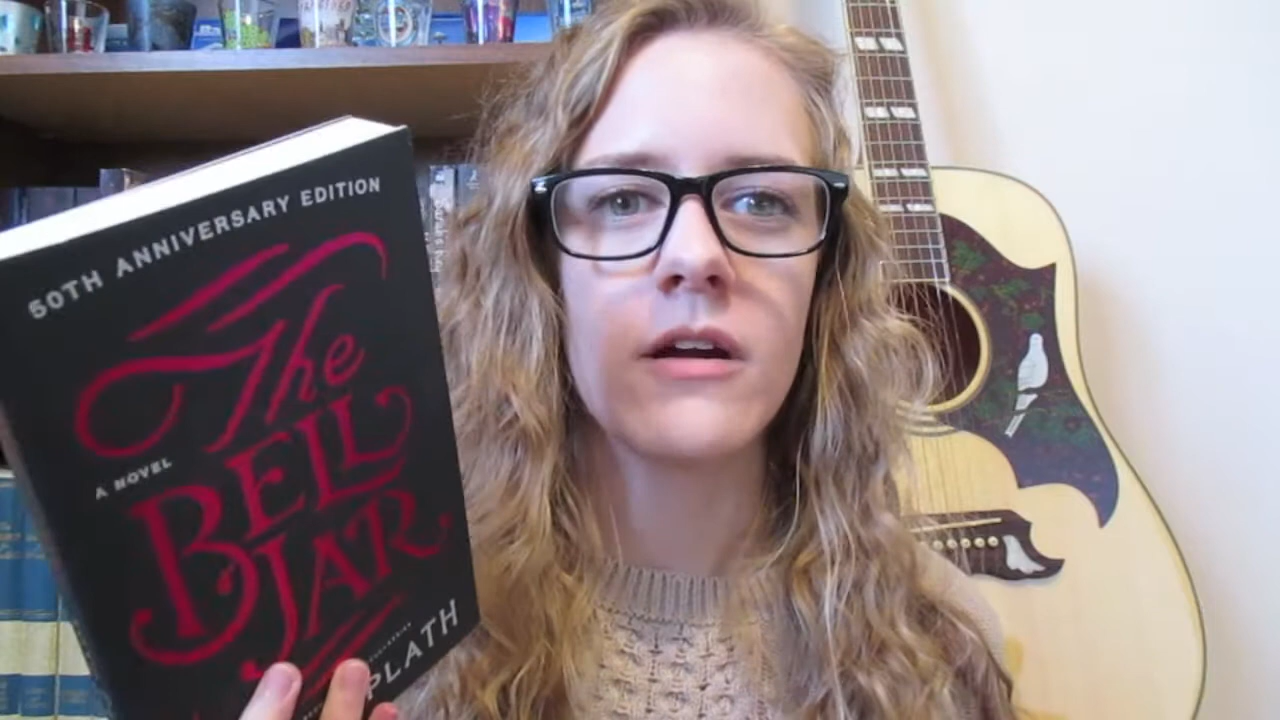 50TH ANNIVERSARY EDITION
The
A NOVEL
BELL
JAR
PLATH